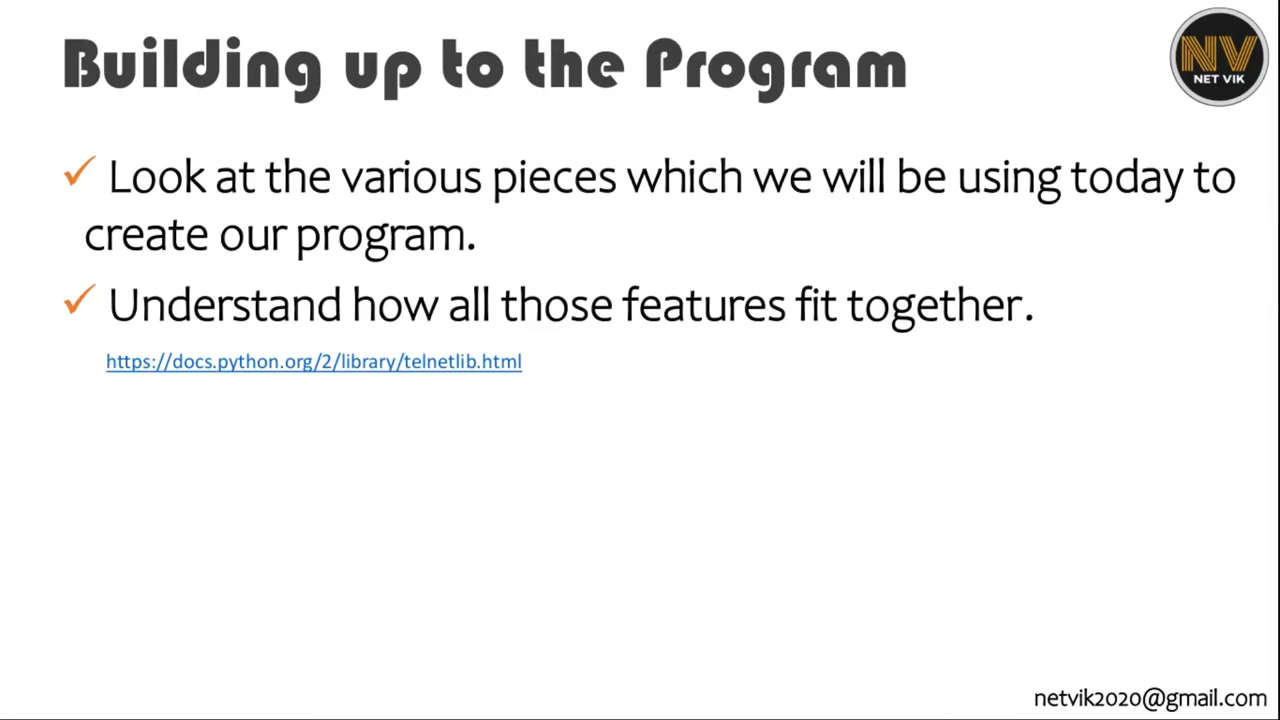 Building up to the Program
NV
NET VIK
✓ Look at the various pieces which we will be using today to
create our program.
✓ Understand how all those features fit together.
https://docs.python.org/2/library/telnetlib.html
netvik2020@gmail.com